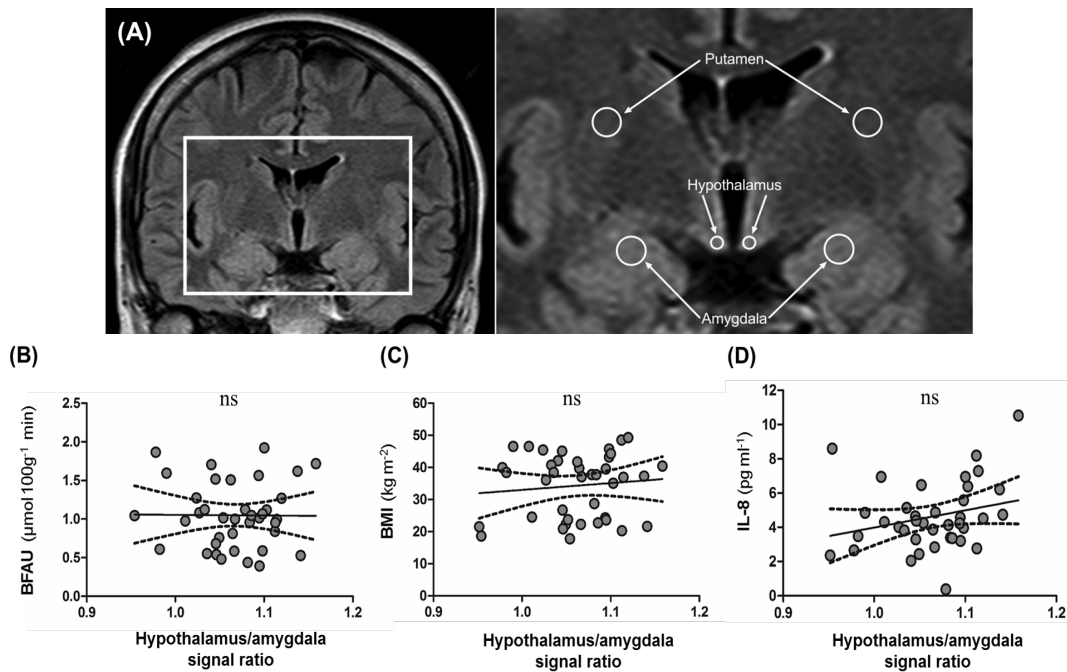 (A)
Putamen
Hypothalamus
Amygdala
(B)
ns
BFAU (µmol 100g⁻¹ min)
2.5
2.0
1.5
1.0
0.5
0.0
0.9
1.0
1.1
1.2
Hypothalamus/amygdala
signal ratio
(C)
ns
BMI (kg m⁻²)
60
50
40
30
20
10
0
0.9
1.0
1.1
1.2
Hypothalamus/amygdala
signal ratio
(D)
ns
IL-8 (pg ml⁻¹)
12
10
8
6
4
2
0
0.9
1.0
1.1
1.2
Hypothalamus/amygdala
signal ratio